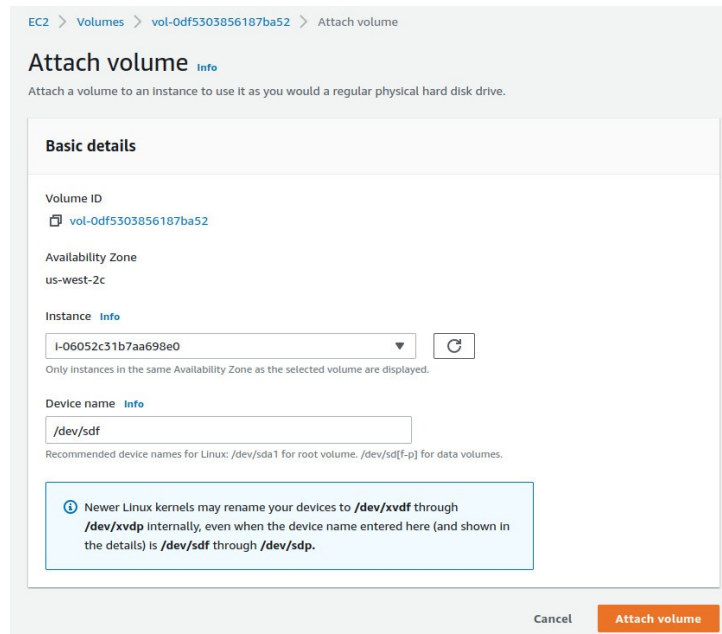 EC2 > Volumes > vol-0df5303856187ba52 > Attach volume
Attach volume Info
Attach a volume to an instance to use it as you would a regular physical hard disk drive.
Basic details
Volume ID
vol-0df5303856187ba52
Availability Zone
us-west-2c
Instance Info
i-06052c31b7aa698e0
Only instances in the same Availability Zone as the selected volume are displayed.
Device name Info
/dev/sdf
Recommended device names for Linux: /dev/sda1 for root volume. /dev/sd[f-p] for data volumes.
Newer Linux kernels may rename your devices to /dev/xvdf through
/dev/xvdp internally, even when the device name entered here (and shown in
the details) is /dev/sdf through /dev/sdp.
Cancel Attach volume